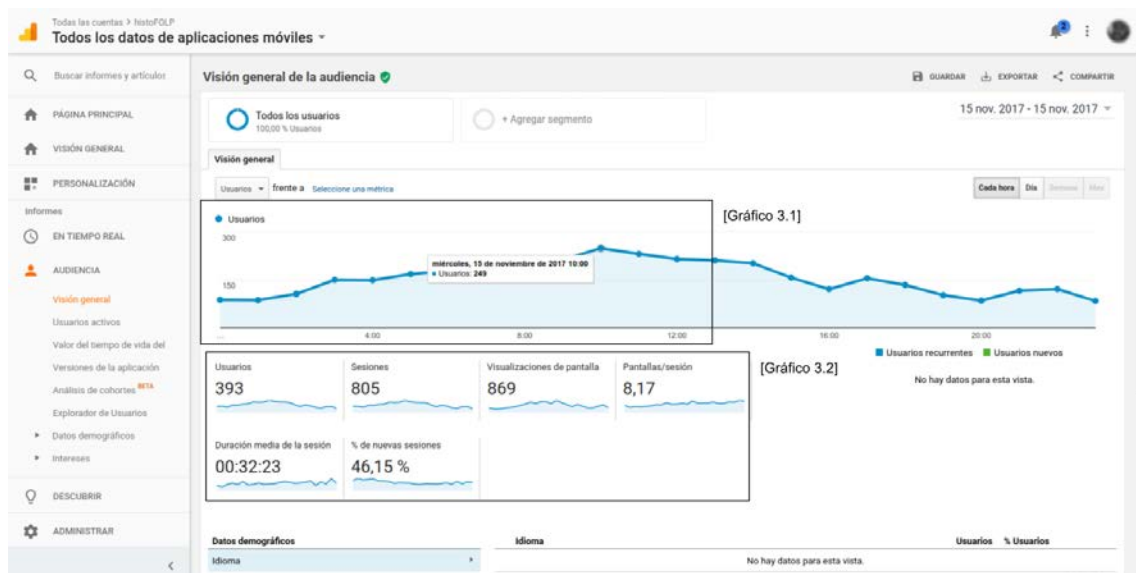 Todas las cuentas > histoFOLP
Todos los datos de aplicaciones móviles
2
Buscar informes y artículos
Visión general de la audiencia
GUARDAR
EXPORTAR
COMPARTIR
PÁGINA PRINCIPAL
VISIÓN GENERAL
PERSONALIZACIÓN
Informes
EN TIEMPO REAL
AUDIENCIA
Visión general
Usuarios activos
Valor del tiempo de vida del
Versiones de la aplicación
Análisis de cohortes BETA
Explorador de Usuarios
Datos demográficos
Intereses
DESCUBRIR
ADMINISTRAR
Todos los usuarios
100,00 % Usuarios
+ Agregar segmento
15 nov. 2017 - 15 nov. 2017
Visión general
Usuarios frente a Seleccione una métrica
Cada hora Día Semana Mes
Usuarios
[Gráfico 3.1]
300
150
miércoles, 15 de noviembre de 2017 10:00
Usuarios: 249
... 4:00 8:00 12:00 16:00 20:00
Usuarios recurrentes Usuarios nuevos
No hay datos para esta vista.
[Gráfico 3.2]
Usuarios
393
Sesiones
805
Visualizaciones de pantalla
869
Pantallas/sesión
8,17
Duración media de la sesión
00:32:23
% de nuevas sesiones
46,15 %
Datos demográficos
Idioma
Idioma
Usuarios % Usuarios
No hay datos para esta vista.